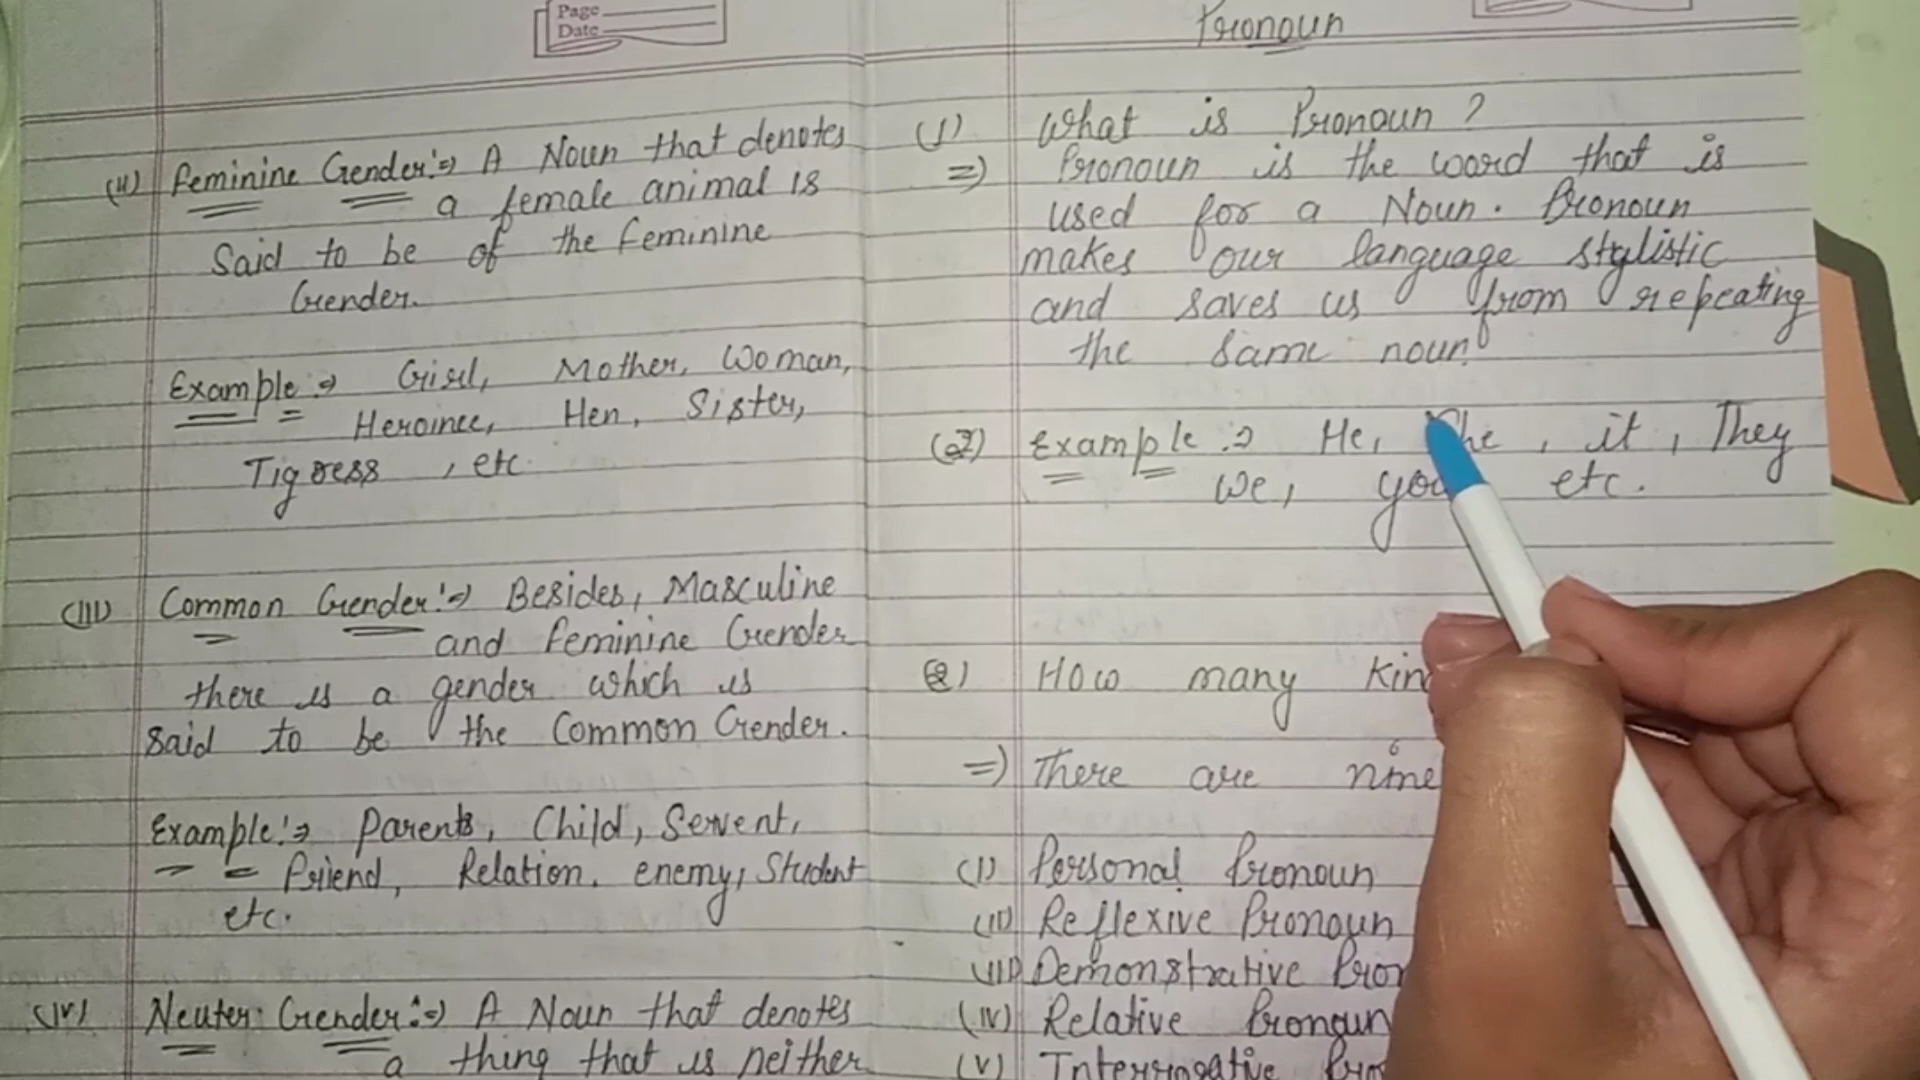 Page
Date
(II) Feminine Gender:⇒ A Noun that denotes
a female animal is
Said to be of the Feminine
Gender.
Example:⇒ Girl, Mother, Woman,
Heroinee, Hen, Sister,
Tigress, etc
(III) Common Gender:⇒ Besides, Masculine
and Feminine Gender
there is a gender which is
said to be the Common Gender.
Example:⇒ Parents, Child, Servent,
Friend, Relation, enemy, Student
etc.
(IV) Neuter Gender:⇒ A Noun that denotes
a thing that is neither
Pronoun
(1) What is Pronoun?
⇒) Pronoun is the word that is
used for a Noun. Pronoun
makes our language stylistic
and saves us from repeating
the same noun.
(2) Example:⇒ He, , it, They
we, etc.
(2) How many
⇒) There are nine
(I) Personal Pronoun
(II) Reflexive Pronoun
(III) Demonstrative
(IV) Relative Pronoun
(V) Interrogative